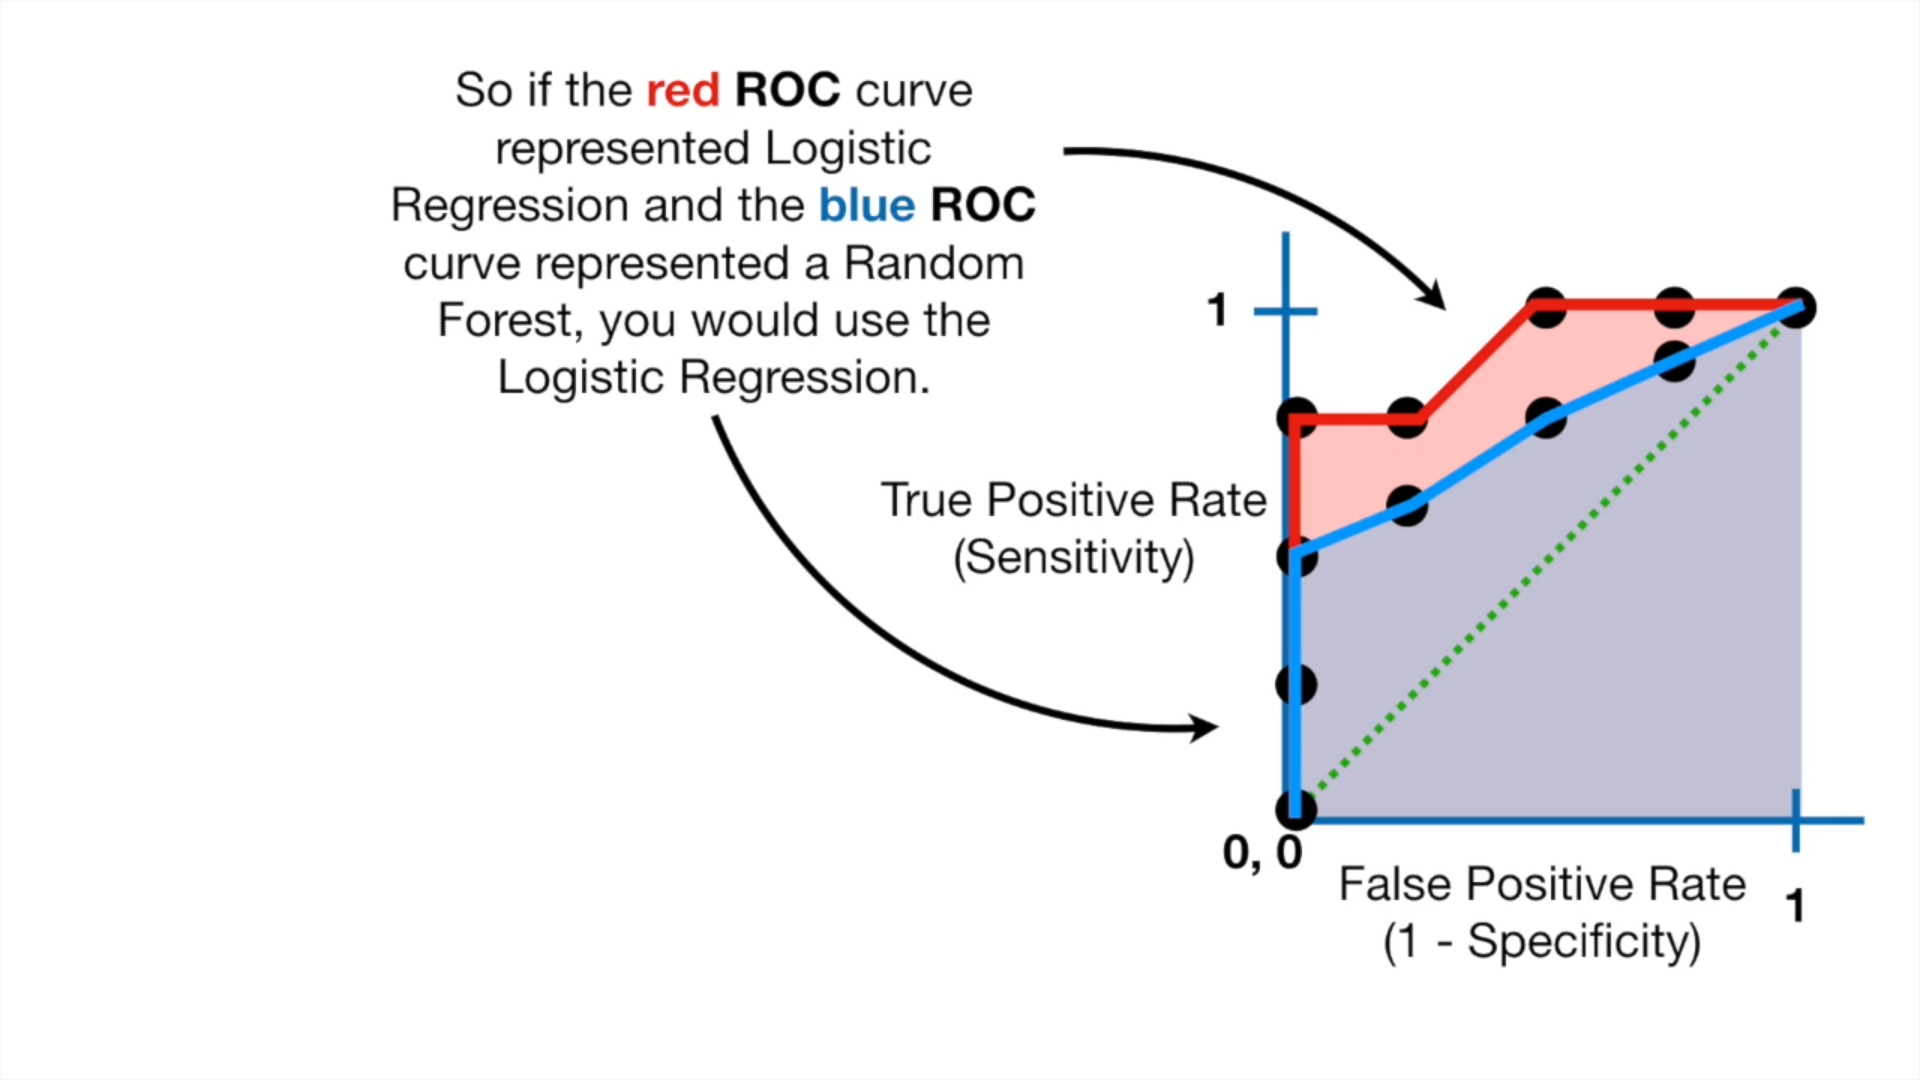 So if the red ROC curve
represented Logistic
Regression and the blue ROC
curve represented a Random
Forest, you would use the
Logistic Regression.
1
True Positive Rate
(Sensitivity)
0, 0
False Positive Rate
(1 - Specificity)
1